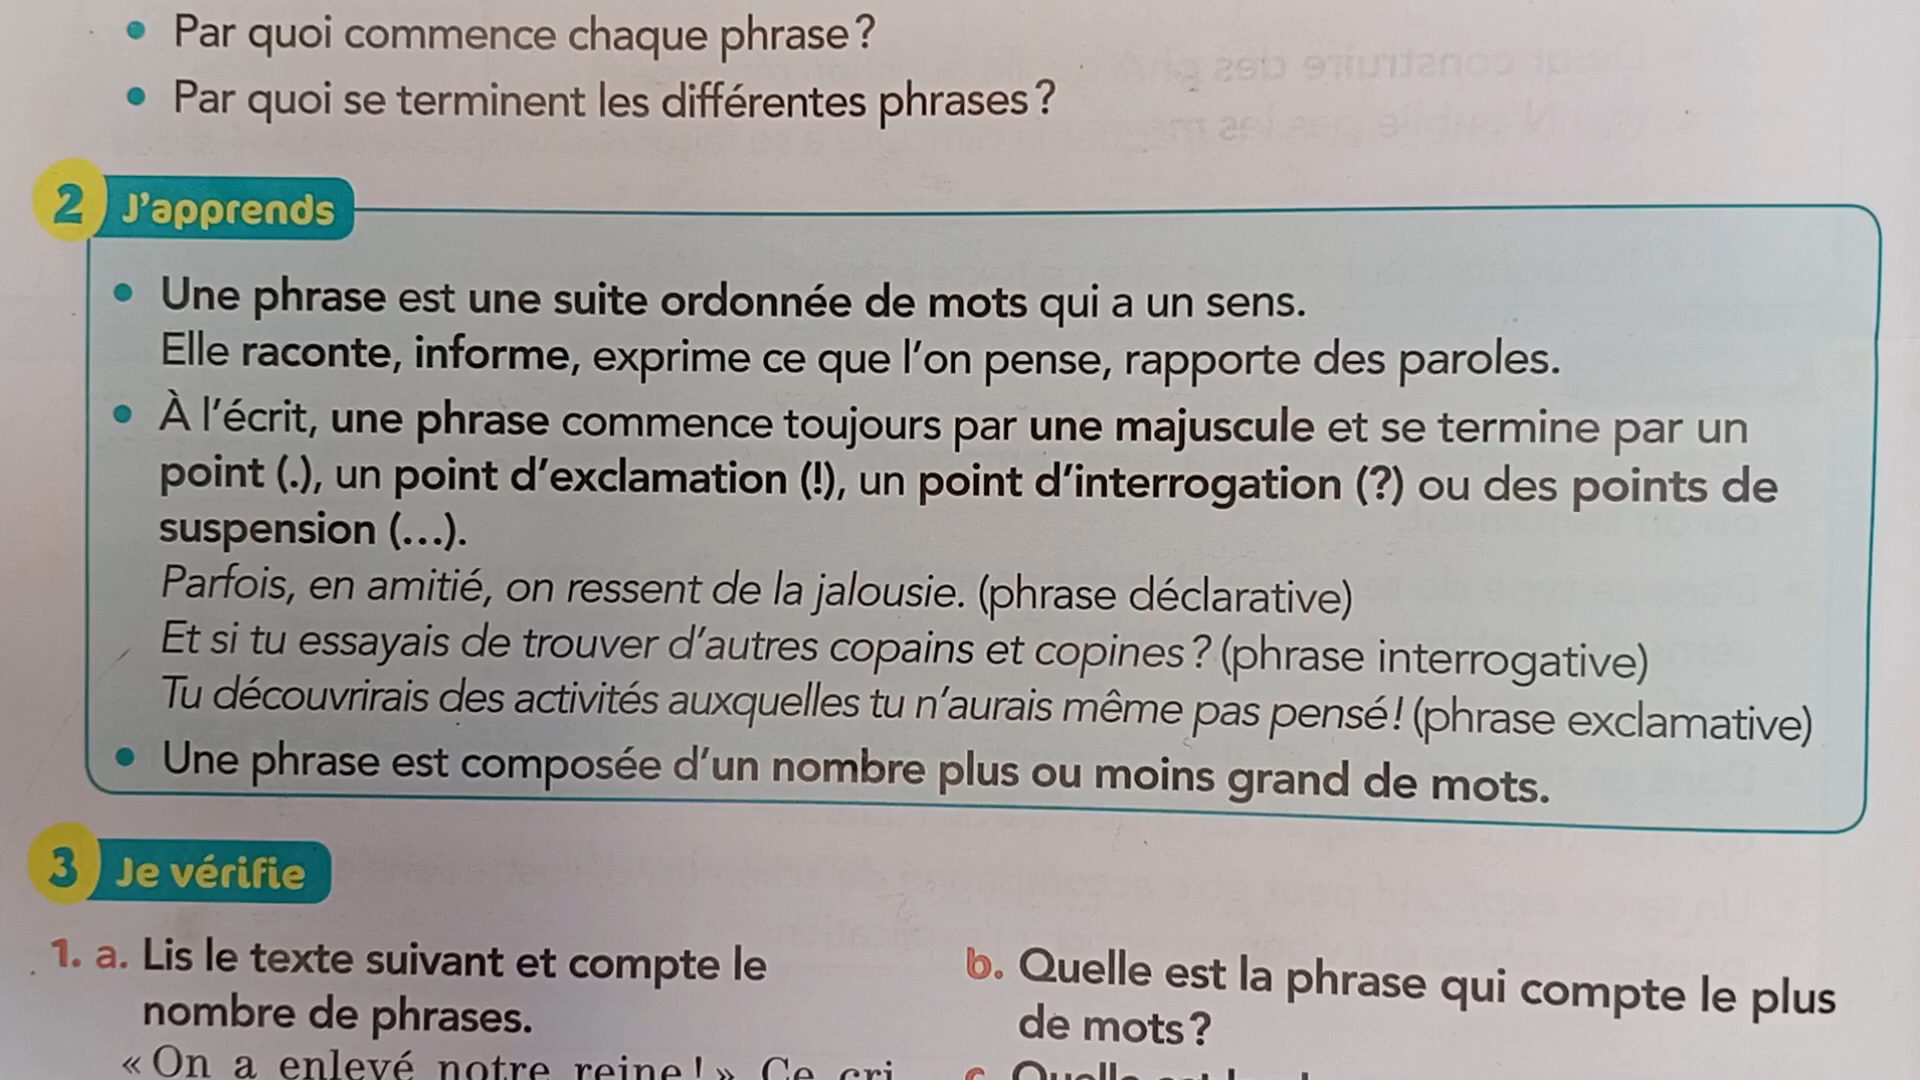 • Par quoi commence chaque phrase ?
• Par quoi se terminent les différentes phrases ?
2 J'apprends
• Une phrase est une suite ordonnée de mots qui a un sens.
Elle raconte, informe, exprime ce que l'on pense, rapporte des paroles.
• À l'écrit, une phrase commence toujours par une majuscule et se termine par un
point (.), un point d'exclamation (!), un point d'interrogation (?) ou des points de
suspension (...).
Parfois, en amitié, on ressent de la jalousie. (phrase déclarative)
Et si tu essayais de trouver d'autres copains et copines ? (phrase interrogative)
Tu découvrirais des activités auxquelles tu n'aurais même pas pensé ! (phrase exclamative)
• Une phrase est composée d'un nombre plus ou moins grand de mots.
3 Je vérifie
1. a. Lis le texte suivant et compte le
nombre de phrases.
« On a enlevé notre reine ! » Ce cri
b. Quelle est la phrase qui compte le plus
de mots ?